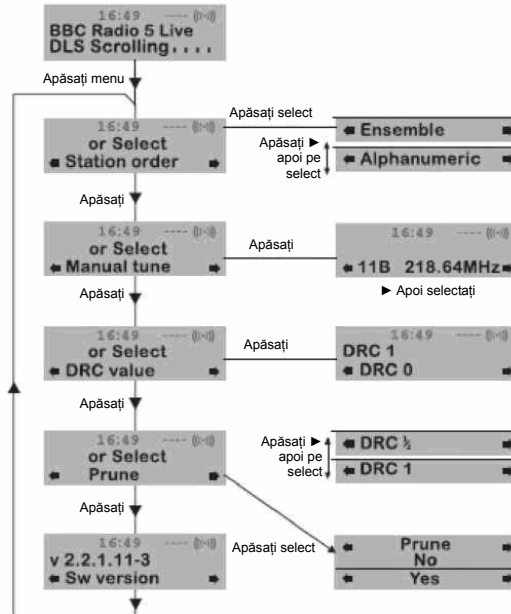 16:49 ----
BBC Radio 5 Live
DLS Scrolling....
Apăsați menu
16:49 ----
or Select
Station order
Apăsați select
Ensemble
Apăsați ►
apoi pe
select
Alphanumeric
Apăsați
16:49 ----
or Select
Manual tune
Apăsați
16:49 ----
11B 218.64MHz
► Apoi selectați
Apăsați
16:49 ----
or Select
DRC value
Apăsați
16:49 ----
DRC 1
DRC 0
Apăsați
16:49 ----
or Select
Prune
Apăsați ►
apoi pe
select
DRC ½
DRC 1
Apăsați
16:49 ----
v 2.2.1.11-3
Sw version
Apăsați select
Prune
No
Yes